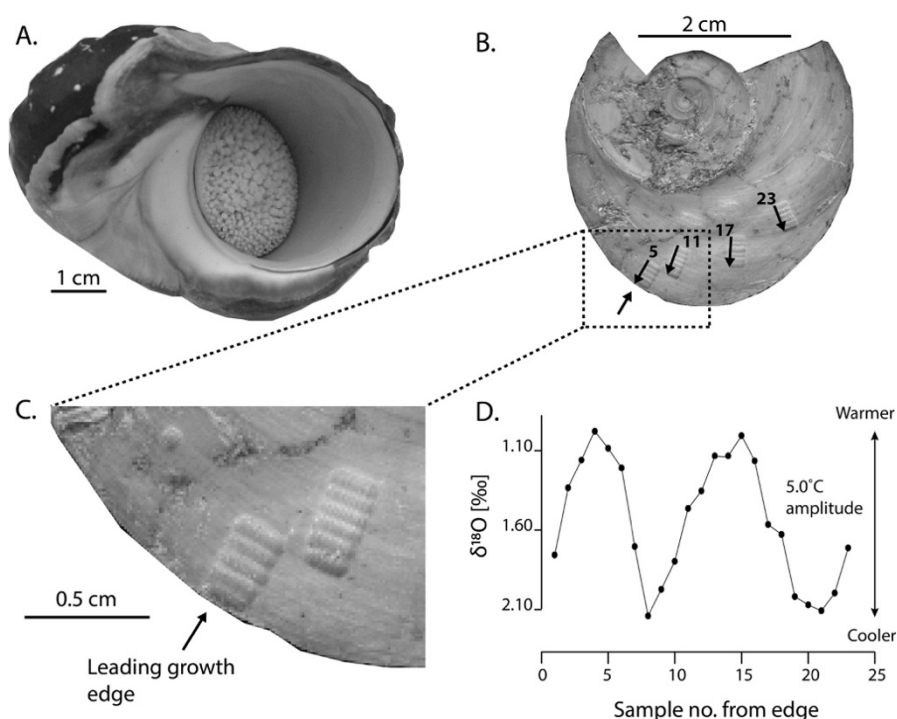 A.
1 cm
B.
2 cm
5
11
17
23
C.
0.5 cm
Leading growth
edge
D.
δ¹⁸O [‰]
1.10
1.60
2.10
Warmer
5.0˚C
amplitude
Cooler
0 5 10 15 20 25
Sample no. from edge